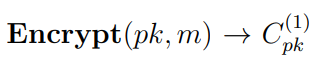 Encrypt(pk, m) → C_{pk}^{(1)}